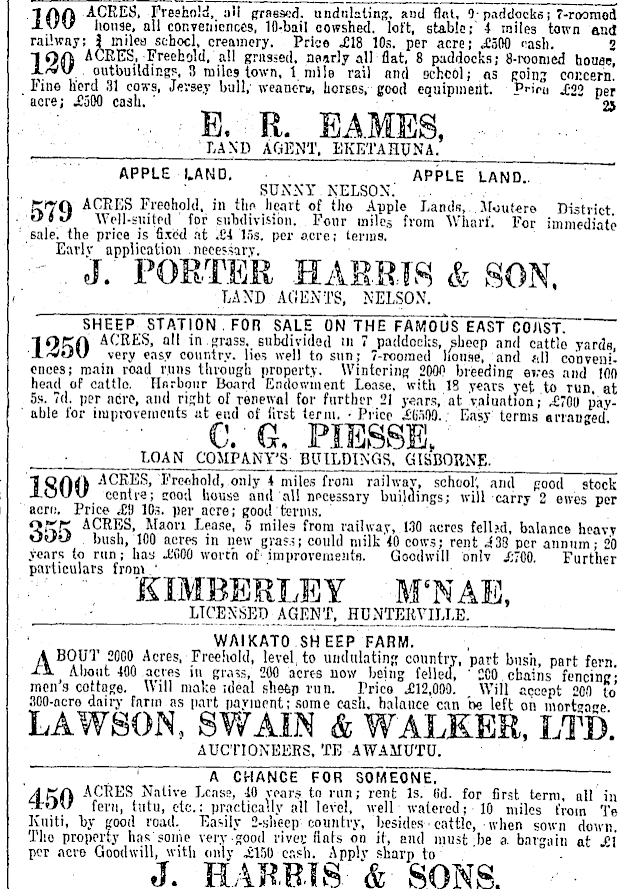 100 ACRES, Freehold, all grassed, undulating, and flat, 9 paddocks; 7-roomed
house, all conveniences, 10-bail cowshed, loft, stable; 4 miles town and
railway; ¾ miles school, creamery. Price £18 10s. per acre; £500 cash. 2
120 ACRES, Freehold, all grassed, nearly all flat, 8 paddocks; 8-roomed house,
outbuildings, 3 miles town, 1 mile rail and school; as going concern.
Fine herd 31 cows, Jersey bull, weaners, horses, good equipment. Price £22 per
acre; £500 cash. 25
E. R. EAMES,
LAND AGENT, EKETAHUNA.
APPLE LAND. APPLE LAND.
SUNNY NELSON.
579 ACRES Freehold, in the heart of the Apple Lands, Moutere District.
Well-suited for subdivision. Four miles from Wharf. For immediate
sale, the price is fixed at £4 15s. per acre; terms.
Early application necessary.
J. PORTER HARRIS & SON,
LAND AGENTS, NELSON.
SHEEP STATION FOR SALE ON THE FAMOUS EAST COAST.
1250 ACRES, all in grass, subdivided in 7 paddocks, sheep and cattle yards,
very easy country, lies well to sun; 7-roomed house, and all conveni-
ences; main road runs through property. Wintering 2000 breeding ewes and 100
head of cattle. Harbour Board Endowment Lease, with 18 years yet to run, at
5s. 7d. per acre, and right of renewal for further 21 years, at valuation; £700 pay-
able for improvements at end of first term. Price £6500. Easy terms arranged.
C. G. PIESSE,
LOAN COMPANY'S BUILDINGS, GISBORNE.
1800 ACRES, Freehold, only 4 miles from railway, school, and good stock
centre; good house and all necessary buildings; will carry 2 ewes per
acre. Price £9 10s. per acre; good terms.
355 ACRES, Maori Lease, 5 miles from railway, 130 acres felled, balance heavy
bush, 100 acres in new grass; could milk 40 cows; rent £38 per annum; 20
years to run; has £600 worth of improvements. Goodwill only £700. Further
particulars from
KIMBERLEY M'NAE,
LICENSED AGENT, HUNTERVILLE.
WAIKATO SHEEP FARM.
ABOUT 2000 Acres, Freehold, level to undulating country, part bush, part fern.
About 400 acres in grass, 200 acres now being felled, 200 chains fencing;
men's cottage. Will make ideal sheep run. Price £12,000. Will accept 200 to
300-acre dairy farm as part payment; some cash, balance can be left on mortgage.
LAWSON, SWAIN & WALKER, LTD.
AUCTIONEERS, TE AWAMUTU.
A CHANCE FOR SOMEONE.
450 ACRES Native Lease, 40 years to run; rent 1s. 6d. for first term, all in
fern, tutu, etc.: practically all level, well watered; 10 miles from Te
Kuiti, by good road. Easily 2-sheep country, besides cattle, when sown down.
The property has some very good river flats on it, and must be a bargain at £1
per acre Goodwill, with only £150 cash. Apply sharp to
J. HARRIS & SONS,